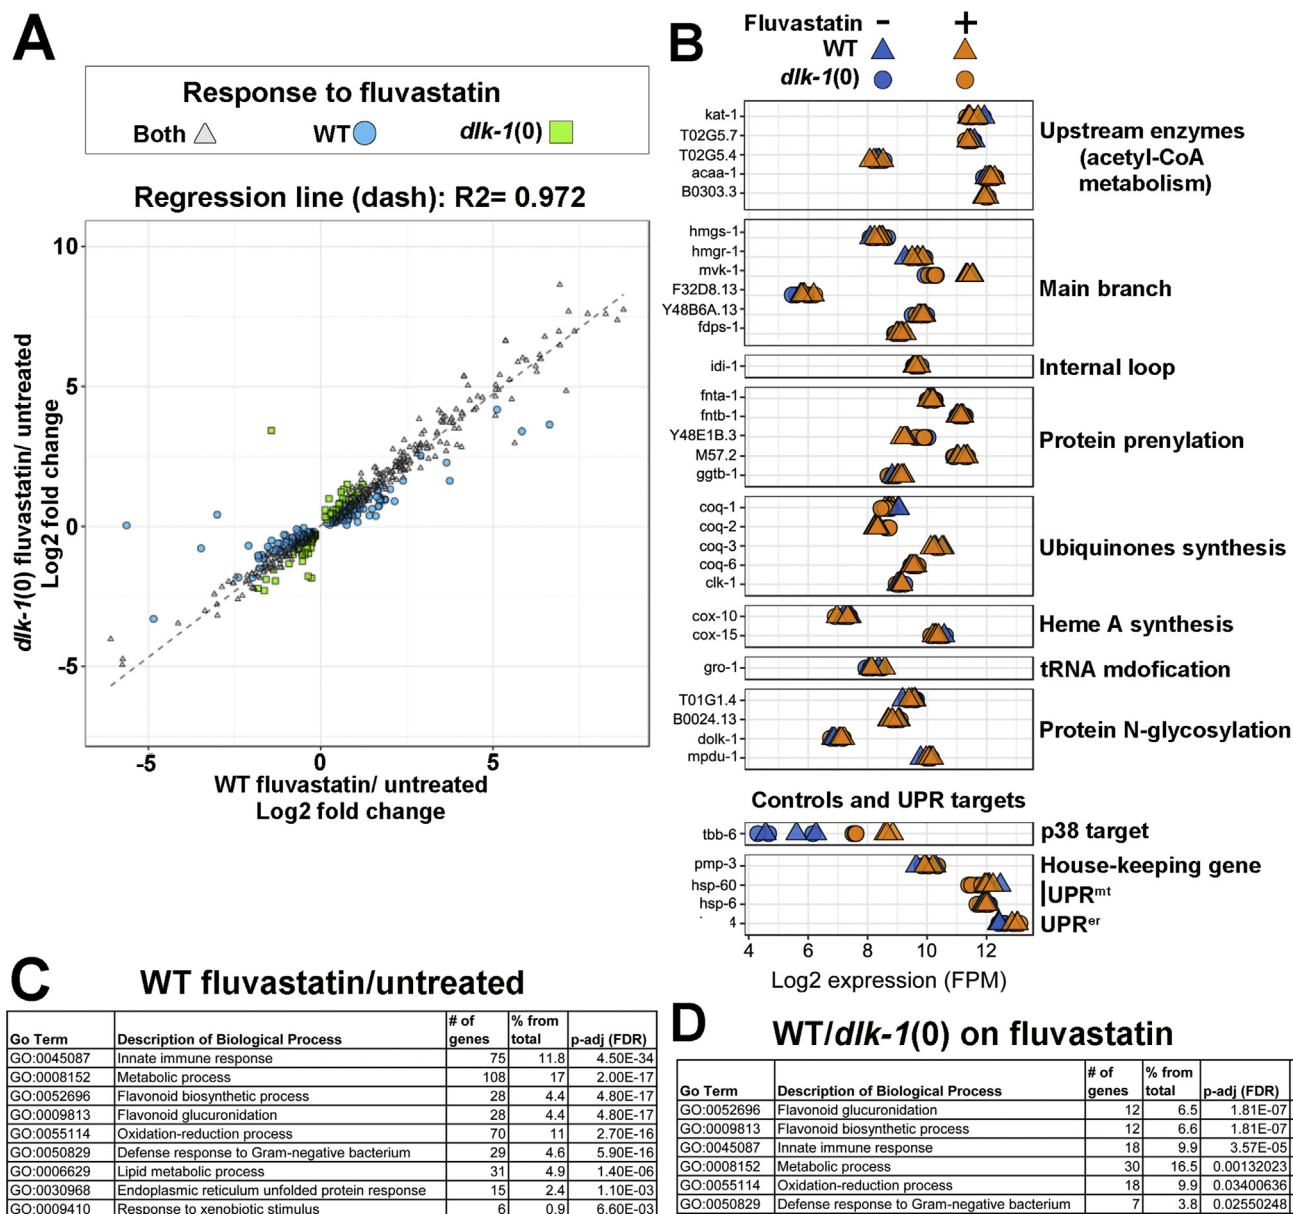 A
Response to fluvastatin
Both WT dlk-1(0)
Regression line (dash): R2= 0.972
10
5
0
-5
dlk-1(0) fluvastatin/ untreated
Log2 fold change
-5 0 5
WT fluvastatin/ untreated
Log2 fold change
B
Fluvastatin - +
WT
dlk-1(0)
kat-1
T02G5.7
T02G5.4
acaa-1
B0303.3
Upstream enzymes
(acetyl-CoA
metabolism)
hmgs-1
hmgr-1
mvk-1
F32D8.13
Y48B6A.13
fdps-1
Main branch
idi-1
Internal loop
fnta-1
fntb-1
Y48E1B.3
M57.2
ggtb-1
Protein prenylation
coq-1
coq-2
coq-3
coq-6
clk-1
Ubiquinones synthesis
cox-10
cox-15
Heme A synthesis
gro-1
tRNA mdofication
T01G1.4
B0024.13
dolk-1
mpdu-1
Protein N-glycosylation
Controls and UPR targets
tbb-6
p38 target
pmp-3
House-keeping gene
hsp-60
hsp-6
UPRmt
4
UPRer
4 6 8 10 12
Log2 expression (FPM)
C
WT fluvastatin/untreated
Go Term Description of Biological Process # of genes % from total p-adj (FDR)
GO:0045087 Innate immune response 75 11.8 4.50E-34
GO:0008152 Metabolic process 108 17 2.00E-17
GO:0052696 Flavonoid biosynthetic process 28 4.4 4.80E-17
GO:0009813 Flavonoid glucuronidation 28 4.4 4.80E-17
GO:0055114 Oxidation-reduction process 70 11 2.70E-16
GO:0050829 Defense response to Gram-negative bacterium 29 4.6 5.90E-16
GO:0006629 Lipid metabolic process 31 4.9 1.40E-06
GO:0030968 Endoplasmic reticulum unfolded protein response 15 2.4 1.10E-03
GO:0009410 Response to xenobiotic stimulus 6 0.9 6.60E-03
D
WT/dlk-1(0) on fluvastatin
Go Term Description of Biological Process # of genes % from total p-adj (FDR)
GO:0052696 Flavonoid glucuronidation 12 6.5 1.81E-07
GO:0009813 Flavonoid biosynthetic process 12 6.6 1.81E-07
GO:0045087 Innate immune response 18 9.9 3.57E-05
GO:0008152 Metabolic process 30 16.5 0.00132023
GO:0055114 Oxidation-reduction process 18 9.9 0.03400636
GO:0050829 Defense response to Gram-negative bacterium 7 3.8 0.02550248